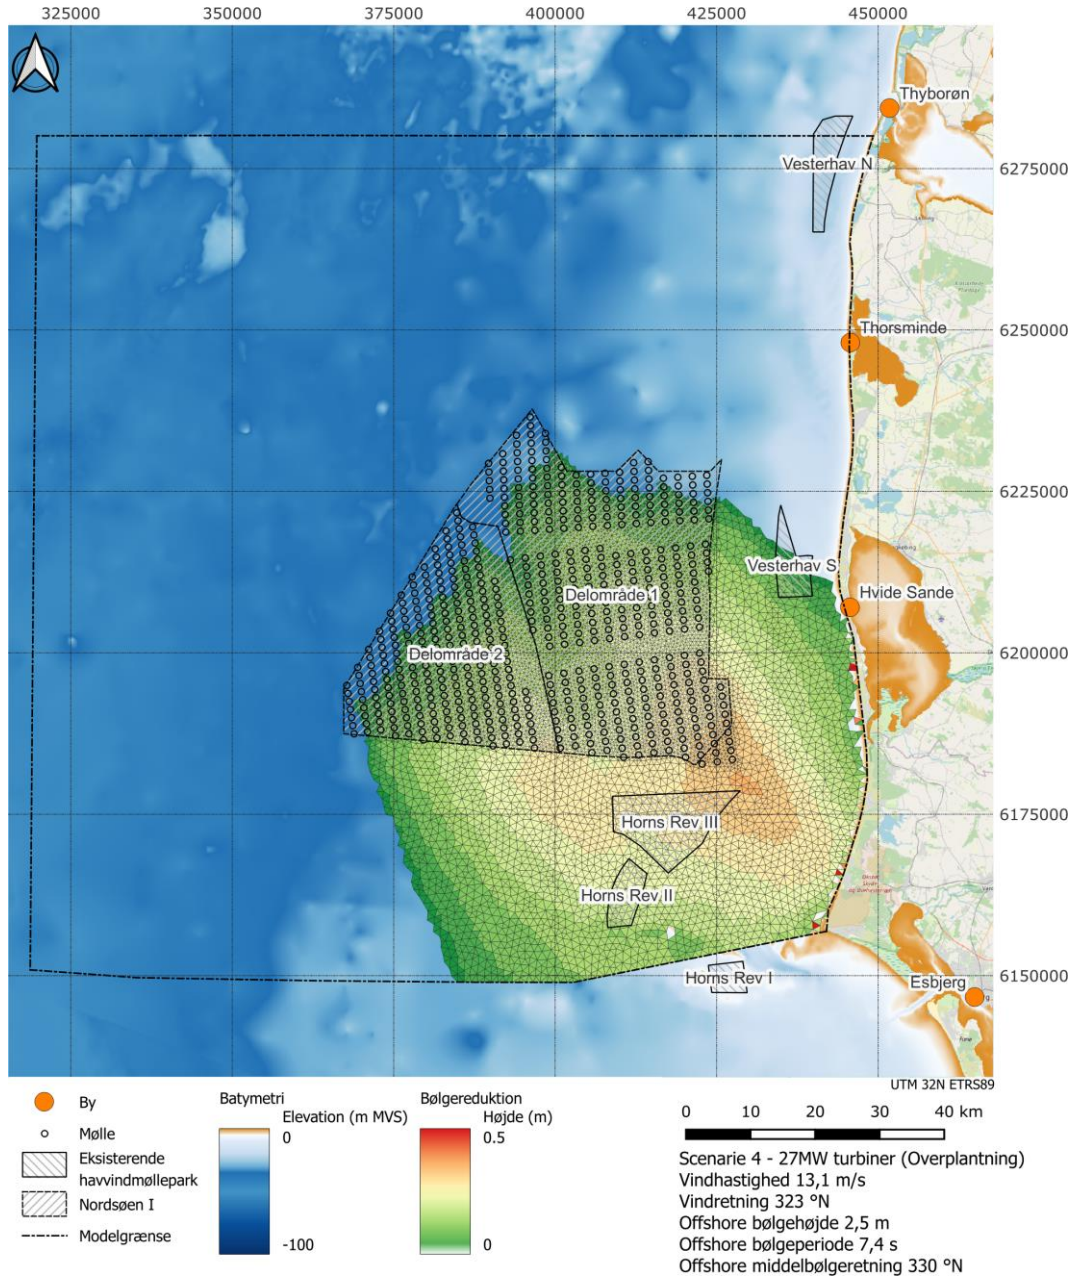 325000 350000 375000 400000 425000 450000
Thyborøn
Vesterhav N
6275000
Thorsminde
6250000
6225000
Vesterhav S
Hvide Sande
Delområde 1
Delområde 2
6200000
6175000
Horns Rev III
Horns Rev II
Horns Rev I
6150000
Esbjerg
UTM 32N ETRS89
By
Mølle
Eksisterende
havvindmøllepark
Nordsøen I
Modelgrænse
Batymetri
Elevation (m MVS)
0
-100
Bølgereduktion
Højde (m)
0.5
0
0 10 20 30 40 km
Scenarie 4 - 27MW turbiner (Overplantning)
Vindhastighed 13,1 m/s
Vindretning 323 °N
Offshore bølgehøjde 2,5 m
Offshore bølgeperiode 7,4 s
Offshore middelbølgeretning 330 °N